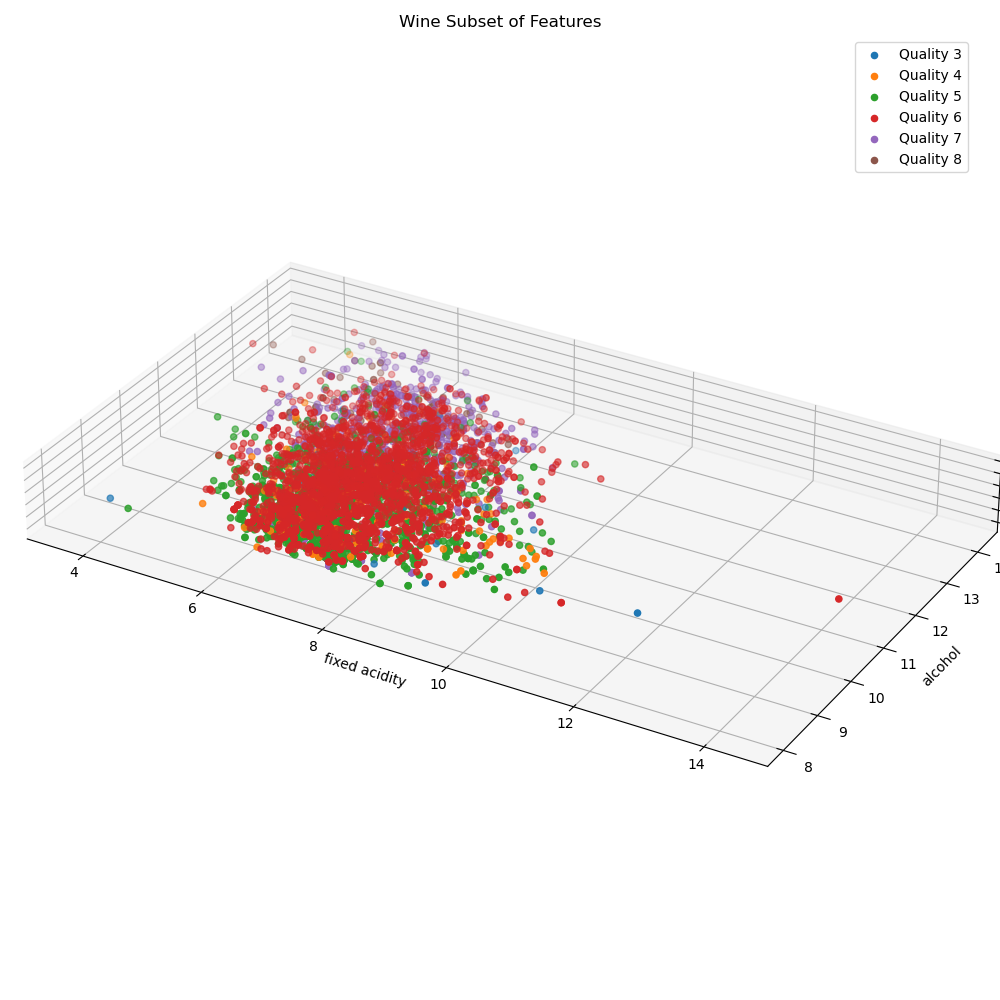 Wine Subset of Features
Quality 3
Quality 4
Quality 5
Quality 6
Quality 7
Quality 8
4
6
8
10
12
14
fixed acidity
8
9
10
11
12
13
alcohol